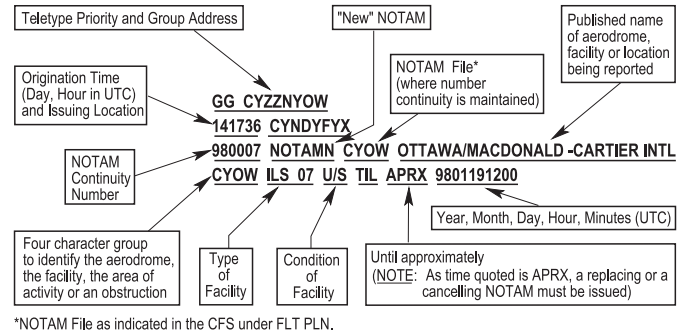 Teletype Priority and Group Address
"New" NOTAM
Published name
of aerodrome,
facility or location
being reported
Origination Time
(Day, Hour in UTC)
and Issuing Location
NOTAM File*
(where number
continuity is maintained)
GG CYZZNYOW
141736 CYNDYFYX
980007 NOTAMN CYOW OTTAWA/MACDONALD -CARTIER INTL
CYOW ILS 07 U/S TIL APRX 9801191200
NOTAM
Continuity
Number
Year, Month, Day, Hour, Minutes (UTC)
Four character group
to identify the aerodrome,
the facility, the area of
activity or an obstruction
Type
of
Facility
Condition
of
Facility
Until approximately
(NOTE: As time quoted is APRX, a replacing or a
cancelling NOTAM must be issued)
*NOTAM File as indicated in the CFS under FLT PLN.